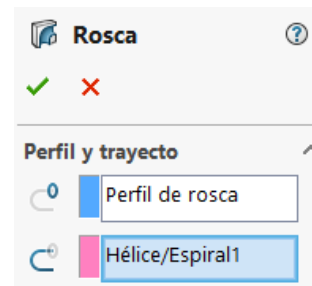 Rosca
Perfil y trayecto
Perfil de rosca
Hélice/Espiral1